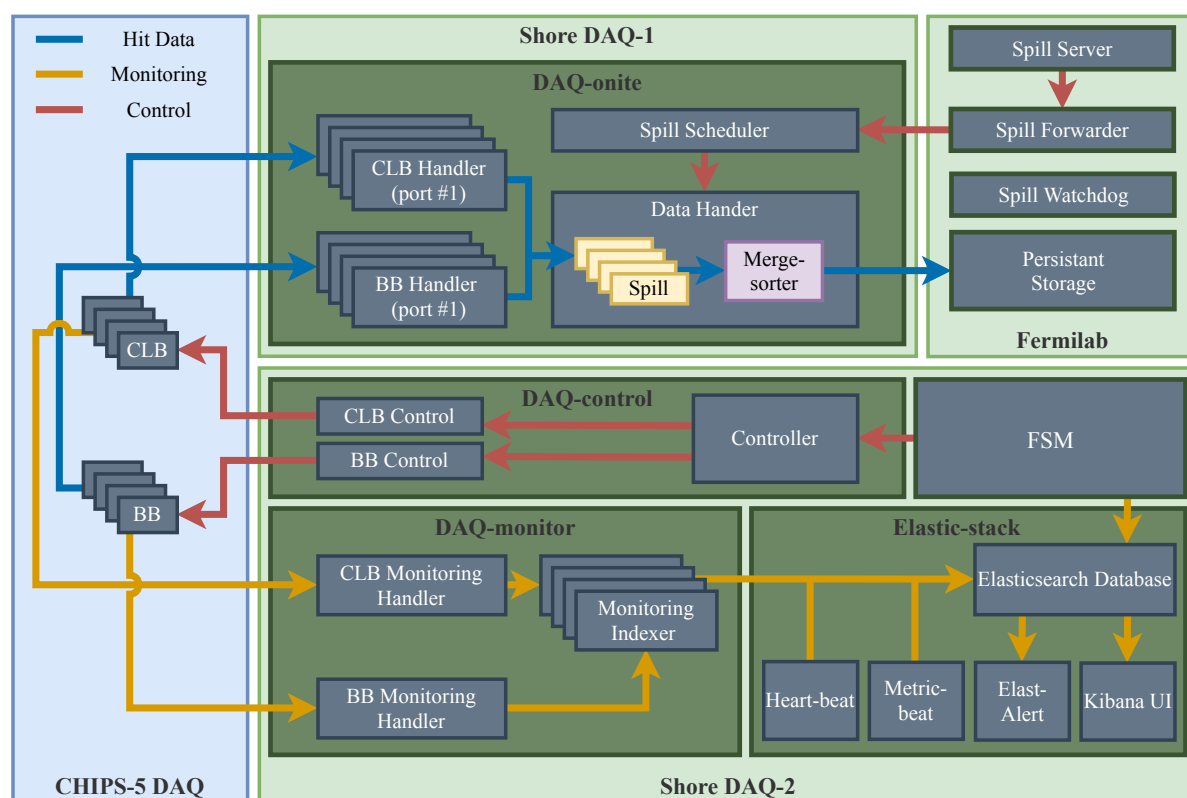 Hit Data
Monitoring
Control
Shore DAQ-1
DAQ-onite
CLB Handler
(port #1)
BB Handler
(port #1)
Spill Scheduler
Data Hander
Spill
Merge-
sorter
Spill Server
Spill Forwarder
Spill Watchdog
Persistant
Storage
Fermilab
CLB
BB
CHIPS-5 DAQ
DAQ-control
CLB Control
BB Control
Controller
FSM
DAQ-monitor
CLB Monitoring
Handler
BB Monitoring
Handler
Monitoring
Indexer
Elastic-stack
Elasticsearch Database
Heart-beat
Metric-
beat
Elast-
Alert
Kibana UI
Shore DAQ-2